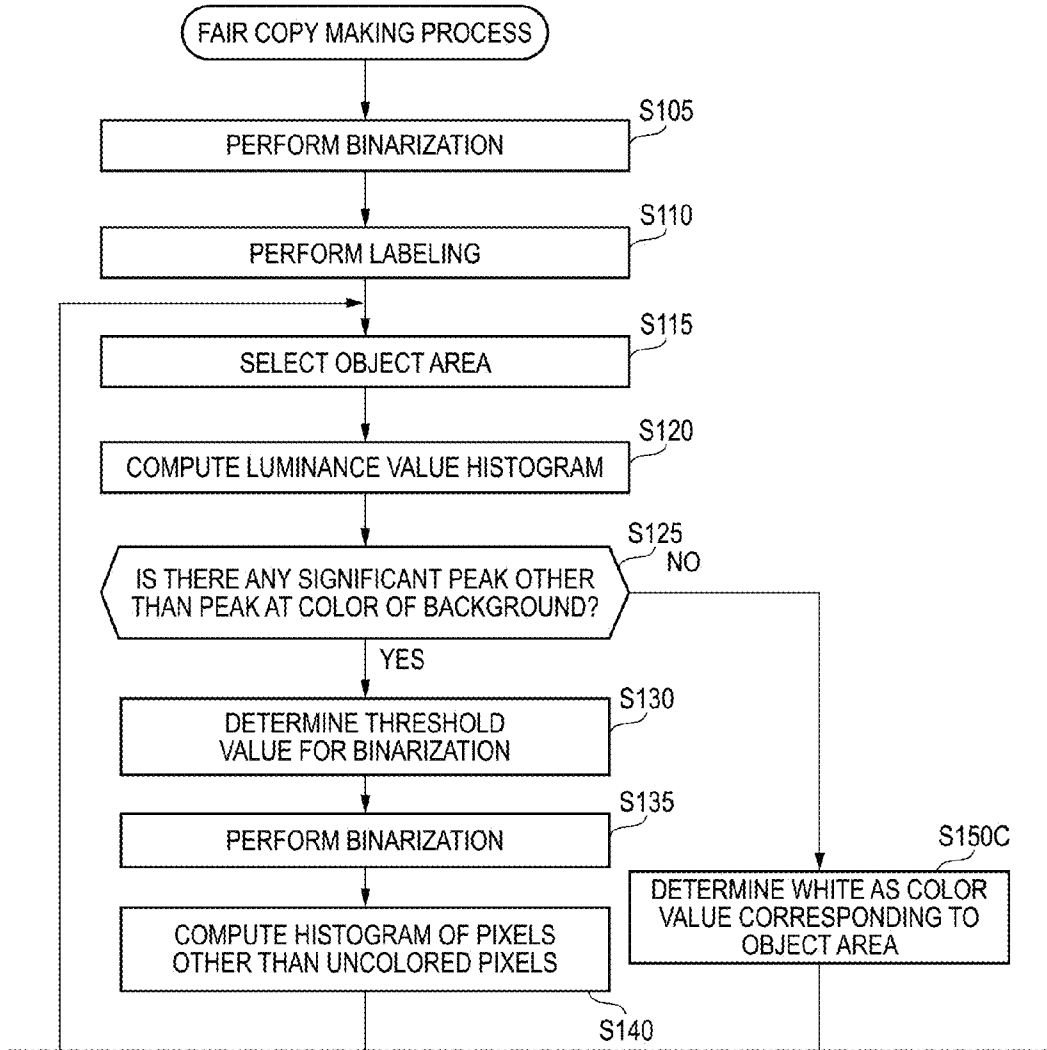 FAIR COPY MAKING PROCESS
S105
PERFORM BINARIZATION
S110
PERFORM LABELING
S115
SELECT OBJECT AREA
S120
COMPUTE LUMINANCE VALUE HISTOGRAM
S125
NO
IS THERE ANY SIGNIFICANT PEAK OTHER
THAN PEAK AT COLOR OF BACKGROUND?
YES
S130
DETERMINE THRESHOLD
VALUE FOR BINARIZATION
S135
PERFORM BINARIZATION
S150C
DETERMINE WHITE AS COLOR
VALUE CORRESPONDING TO
OBJECT AREA
COMPUTE HISTOGRAM OF PIXELS
OTHER THAN UNCOLORED PIXELS
S140